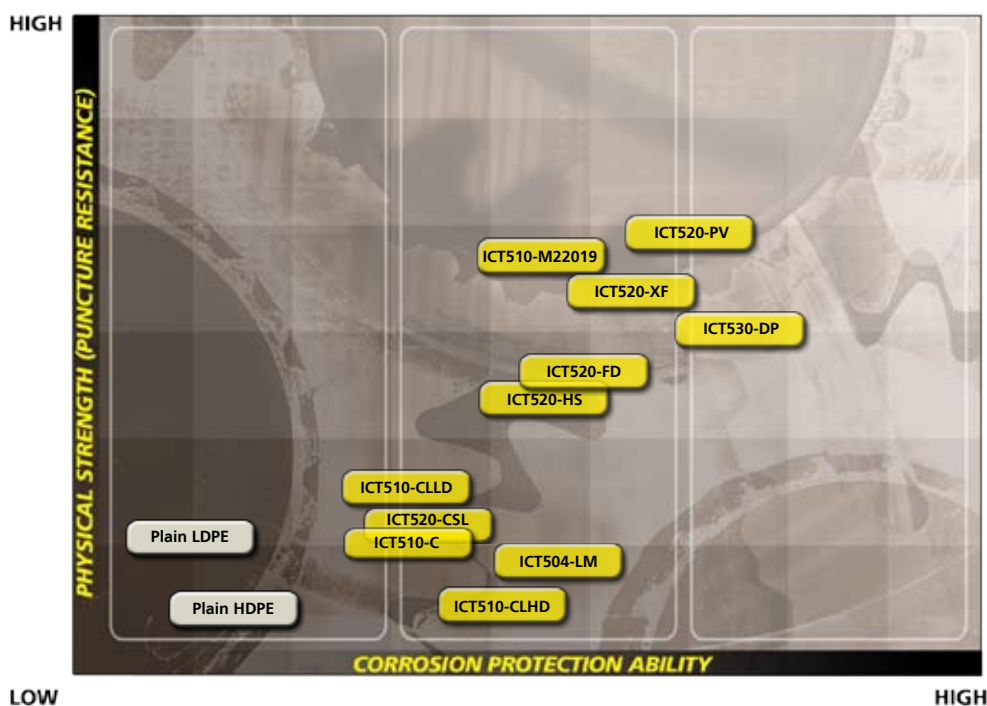 HIGH
PHYSICAL STRENGTH (PUNCTURE RESISTANCE)
ICT520-PV
ICT510-M22019
ICT520-XF
ICT530-DP
ICT520-FD
ICT520-HS
ICT510-CLLD
ICT520-CSL
Plain LDPE
ICT510-C
ICT504-LM
Plain HDPE
ICT510-CLHD
CORROSION PROTECTION ABILITY
LOW
HIGH